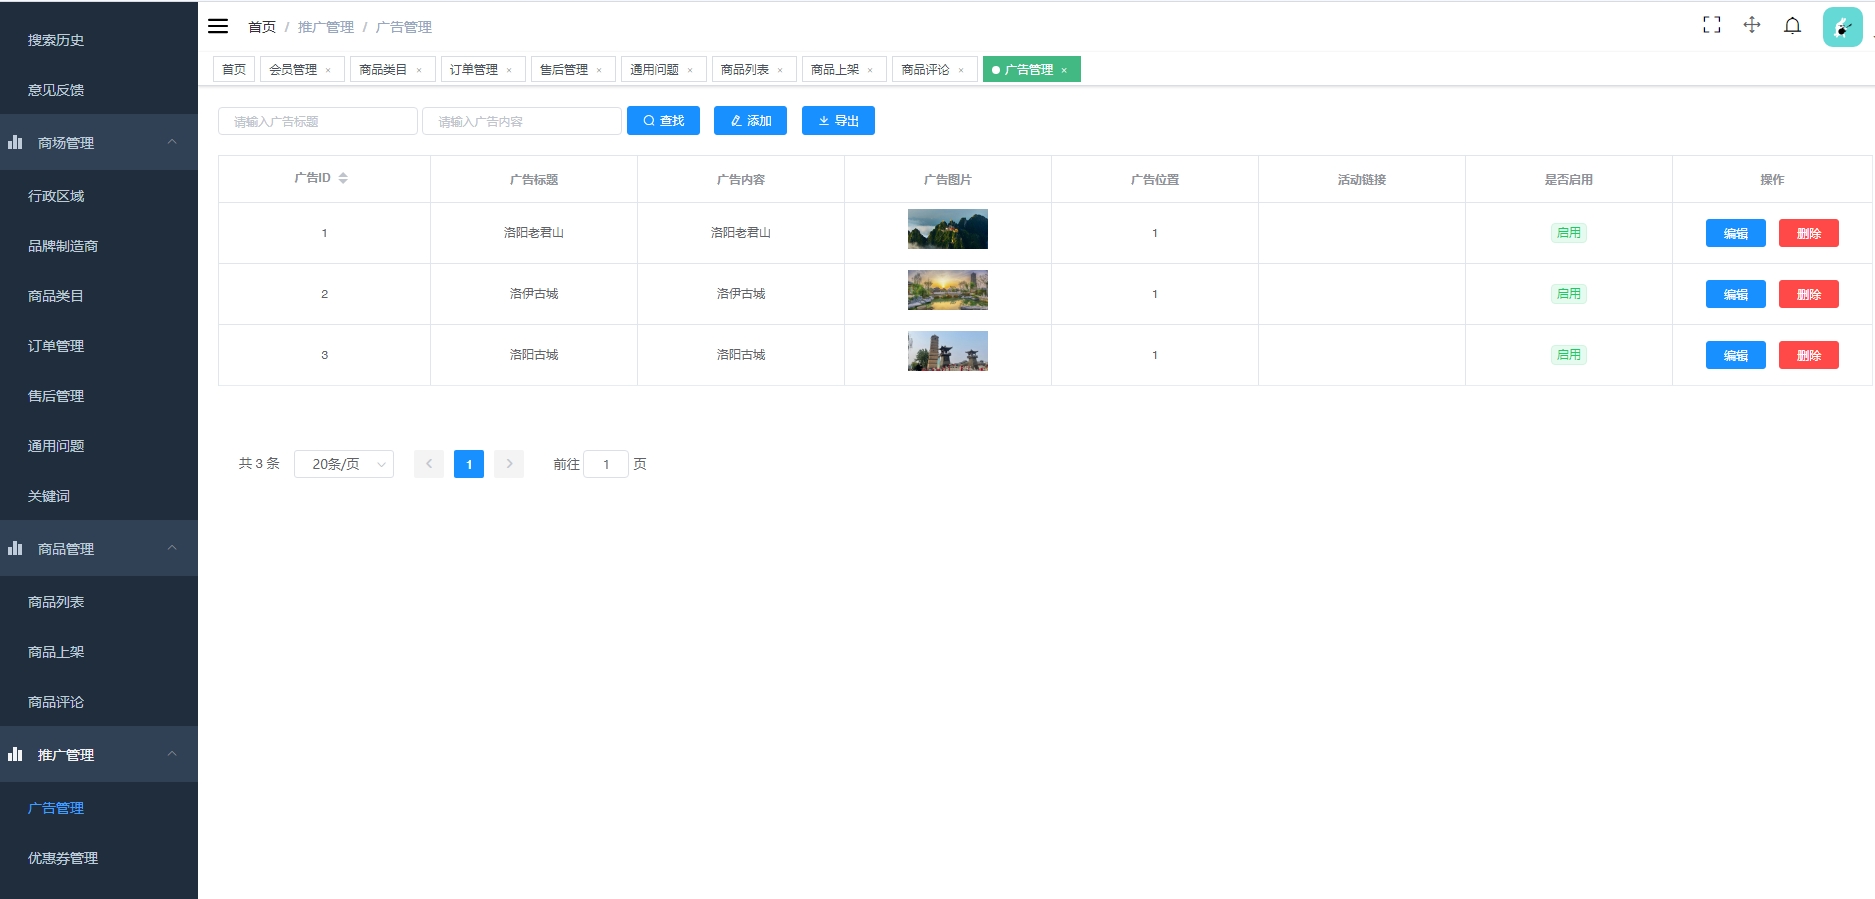 搜索历史
意见反馈
商场管理
行政区域
品牌制造商
商品类目
订单管理
售后管理
通用问题
关键词
商品管理
商品列表
商品上架
商品评论
推广管理
广告管理
优惠券管理
首页 / 推广管理 / 广告管理
首页 会员管理 × 商品类目 × 订单管理 × 售后管理 × 通用问题 × 商品列表 × 商品上架 × 商品评论 × 广告管理 ×
请输入广告标题 请输入广告内容 查找 添加 导出
广告ID 广告标题 广告内容 广告图片 广告位置 活动链接 是否启用 操作
1 洛阳老君山 洛阳老君山 1 启用 编辑 删除
2 洛伊古城 洛伊古城 1 启用 编辑 删除
3 洛阳古城 洛阳古城 1 启用 编辑 删除
共 3 条 20条/页 1 前往 1 页